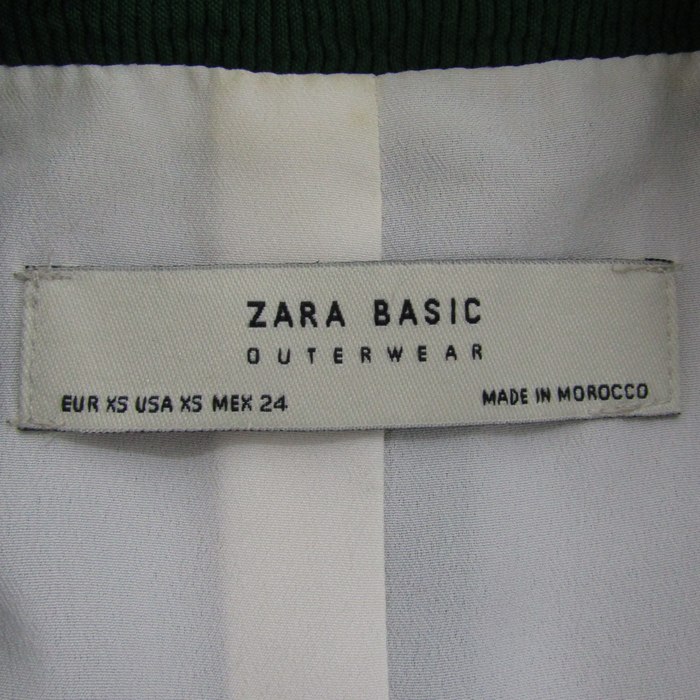 ZARA BASIC
OUTERWEAR
EUR XS USA XS MEX 24
MADE IN MOROCCO